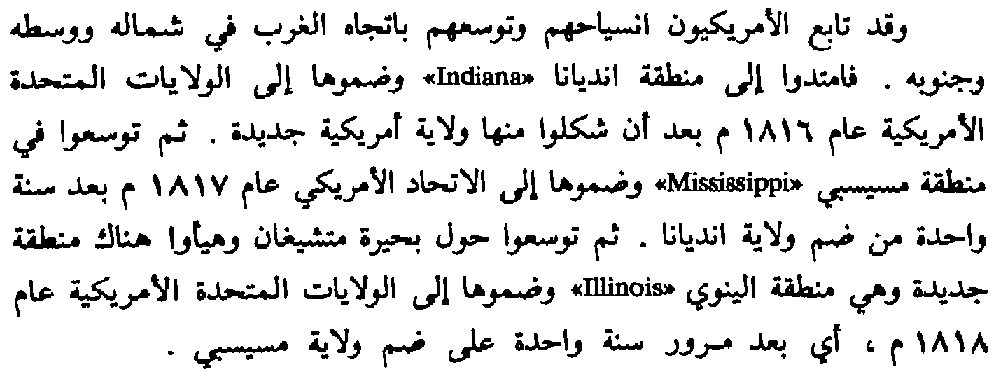 وقد تابع الأمريكيون انسياحهم وتوسعهم باتجاه الغرب في شماله ووسطه
وجنوبه . فامتدوا إلى منطقة انديانا «Indiana» وضموها إلى الولايات المتحدة
الأمريكية عام ١٨١٦ م بعد أن شكلوا منها ولاية أمريكية جديدة . ثم توسعوا في
منطقة مسيسبي «Mississippi» وضموها إلى الاتحاد الأمريكي عام ١٨١٧ م بعد سنة
واحدة من ضم ولاية انديانا . ثم توسعوا حول بحيرة متشيغان وهيأوا هناك منطقة
جديدة وهي منطقة الينوي «Illinois» وضموها إلى الولايات المتحدة الأمريكية عام
١٨١٨ م ، أي بعد مرور سنة واحدة على ضم ولاية مسيسبي .